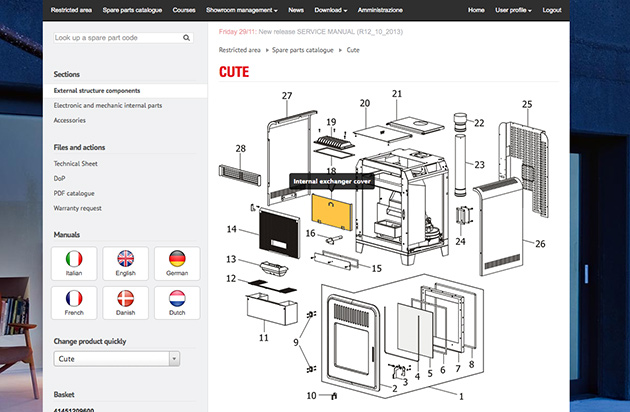 Restricted area Spare parts catalogue Courses Showroom management News Download Amministrazione Home User profile Logout
Look up a spare part code
Friday 29/11: New release SERVICE MANUAL (R12_10_2013)
Restricted area Spare parts catalogue Cute
CUTE
Sections
External structure components
Electronic and mechanic internal parts
Accessories
Files and actions
Technical Sheet
DoP
PDF catalogue
Warranty request
Manuals
Italian English German
French Danish Dutch
Change product quickly
Cute
Basket
41451209600
21
27 20 25
19 22
28
18 23
Internal exchanger cover
14 16 24
26
13 15
12
11
9
10 2 3 4 5 6 7 8
1